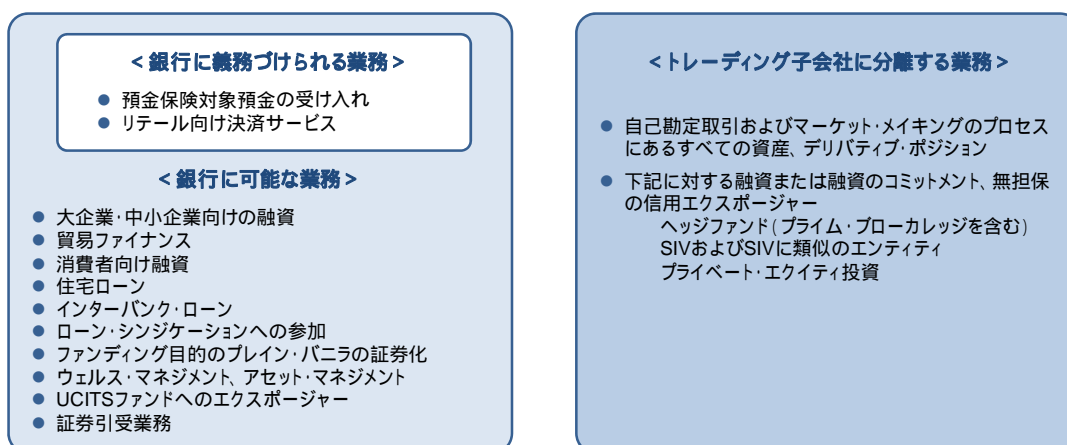 <銀行に義務づけられる業務>
● 預金保険対象預金の受け入れ
● リテール向け決済サービス
<銀行に可能な業務>
● 大企業・中小企業向けの融資
● 貿易ファイナンス
● 消費者向け融資
● 住宅ローン
● インターバンク・ローン
● ローン・シンジケーションへの参加
● ファンディング目的のプレイン・バニラの証券化
● ウェルス・マネジメント、アセット・マネジメント
● UCITSファンドへのエクスポージャー
● 証券引受業務
<トレーディング子会社に分離する業務>
● 自己勘定取引およびマーケット・メイキングのプロセス
にあるすべての資産、デリバティブ・ポジション
● 下記に対する融資または融資のコミットメント、無担保
の信用エクスポージャー
ヘッジファンド(プライム・ブローカレッジを含む)
SIVおよびSIVに類似のエンティティ
プライベート・エクイティ投資